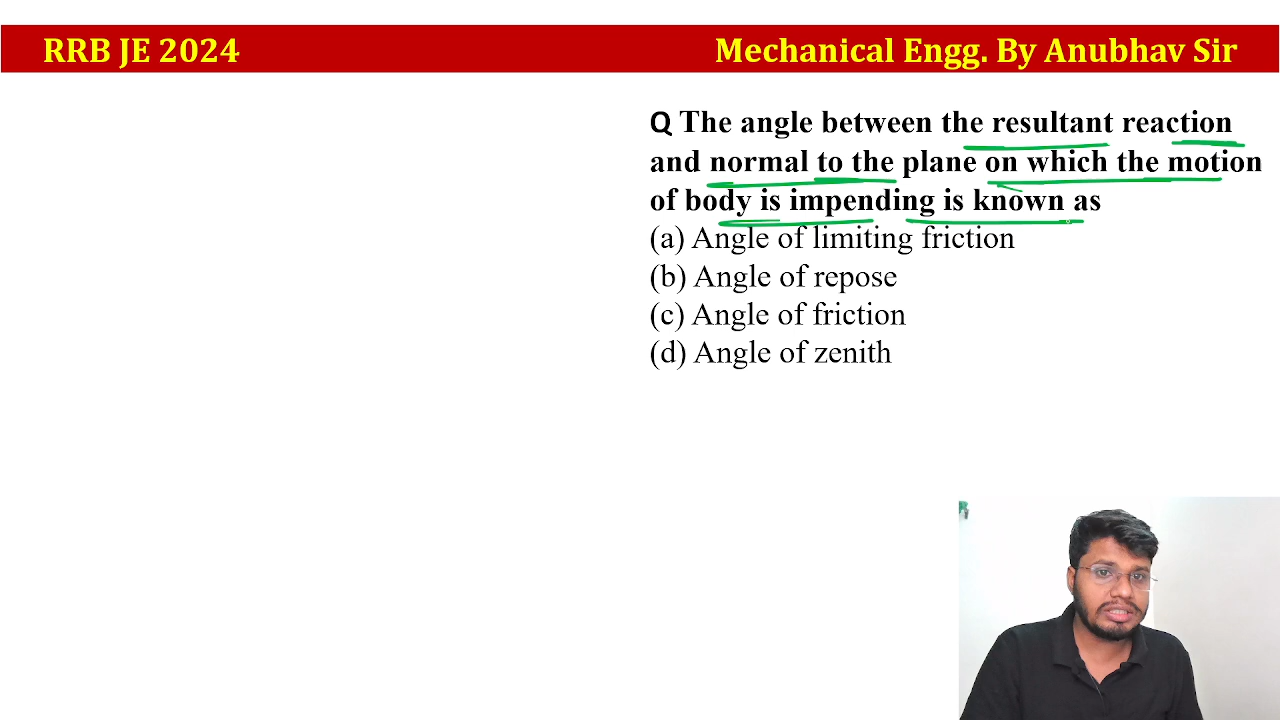 RRB JE 2024
Mechanical Engg. By Anubhav Sir
Q The angle between the resultant reaction
and normal to the plane on which the motion
of body is impending is known as
(a) Angle of limiting friction
(b) Angle of repose
(c) Angle of friction
(d) Angle of zenith